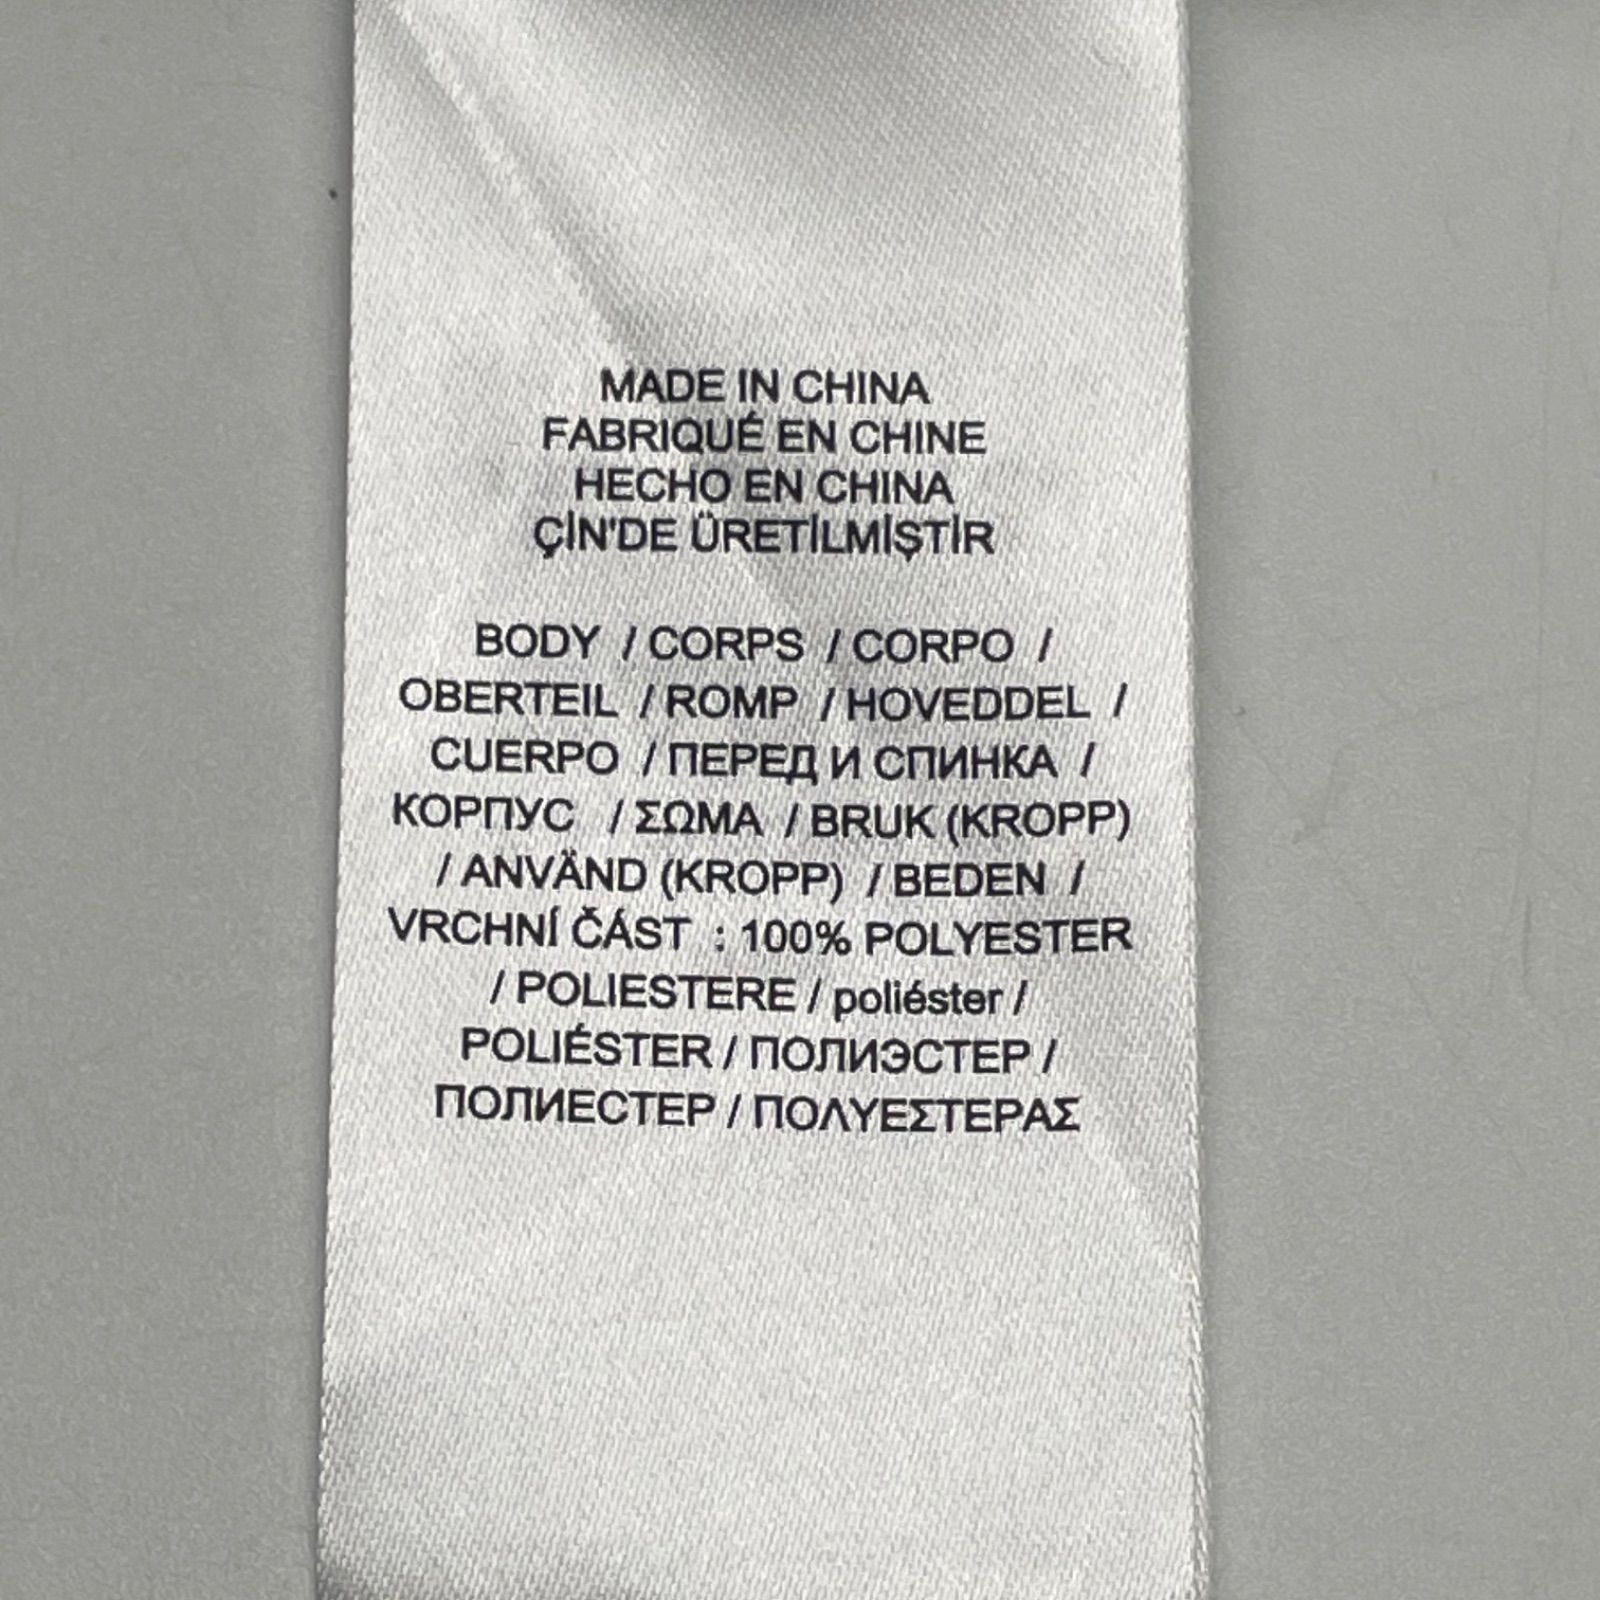 MADE IN CHINA
FABRIQUÉ EN CHINE
HECHO EN CHINA
ÇİN'DE ÜRETİLMİŞTİR
BODY / CORPS / CORPO /
OBERTEIL / ROMP / HOVEDDEL /
CUERPO / ПЕРЕД И СПИНКА /
КОРПУС / ΣΩΜΑ / BRUK (KROPP)
/ ANVÄND (KROPP) / BEDEN /
VRCHNÍ ČÁST : 100% POLYESTER
/ POLIESTERE / poliéster /
POLIÉSTER / ПОЛИЭСТЕР /
ПОЛИЕСТЕР / ΠΟΛΥΕΣΤΕΡΑΣ